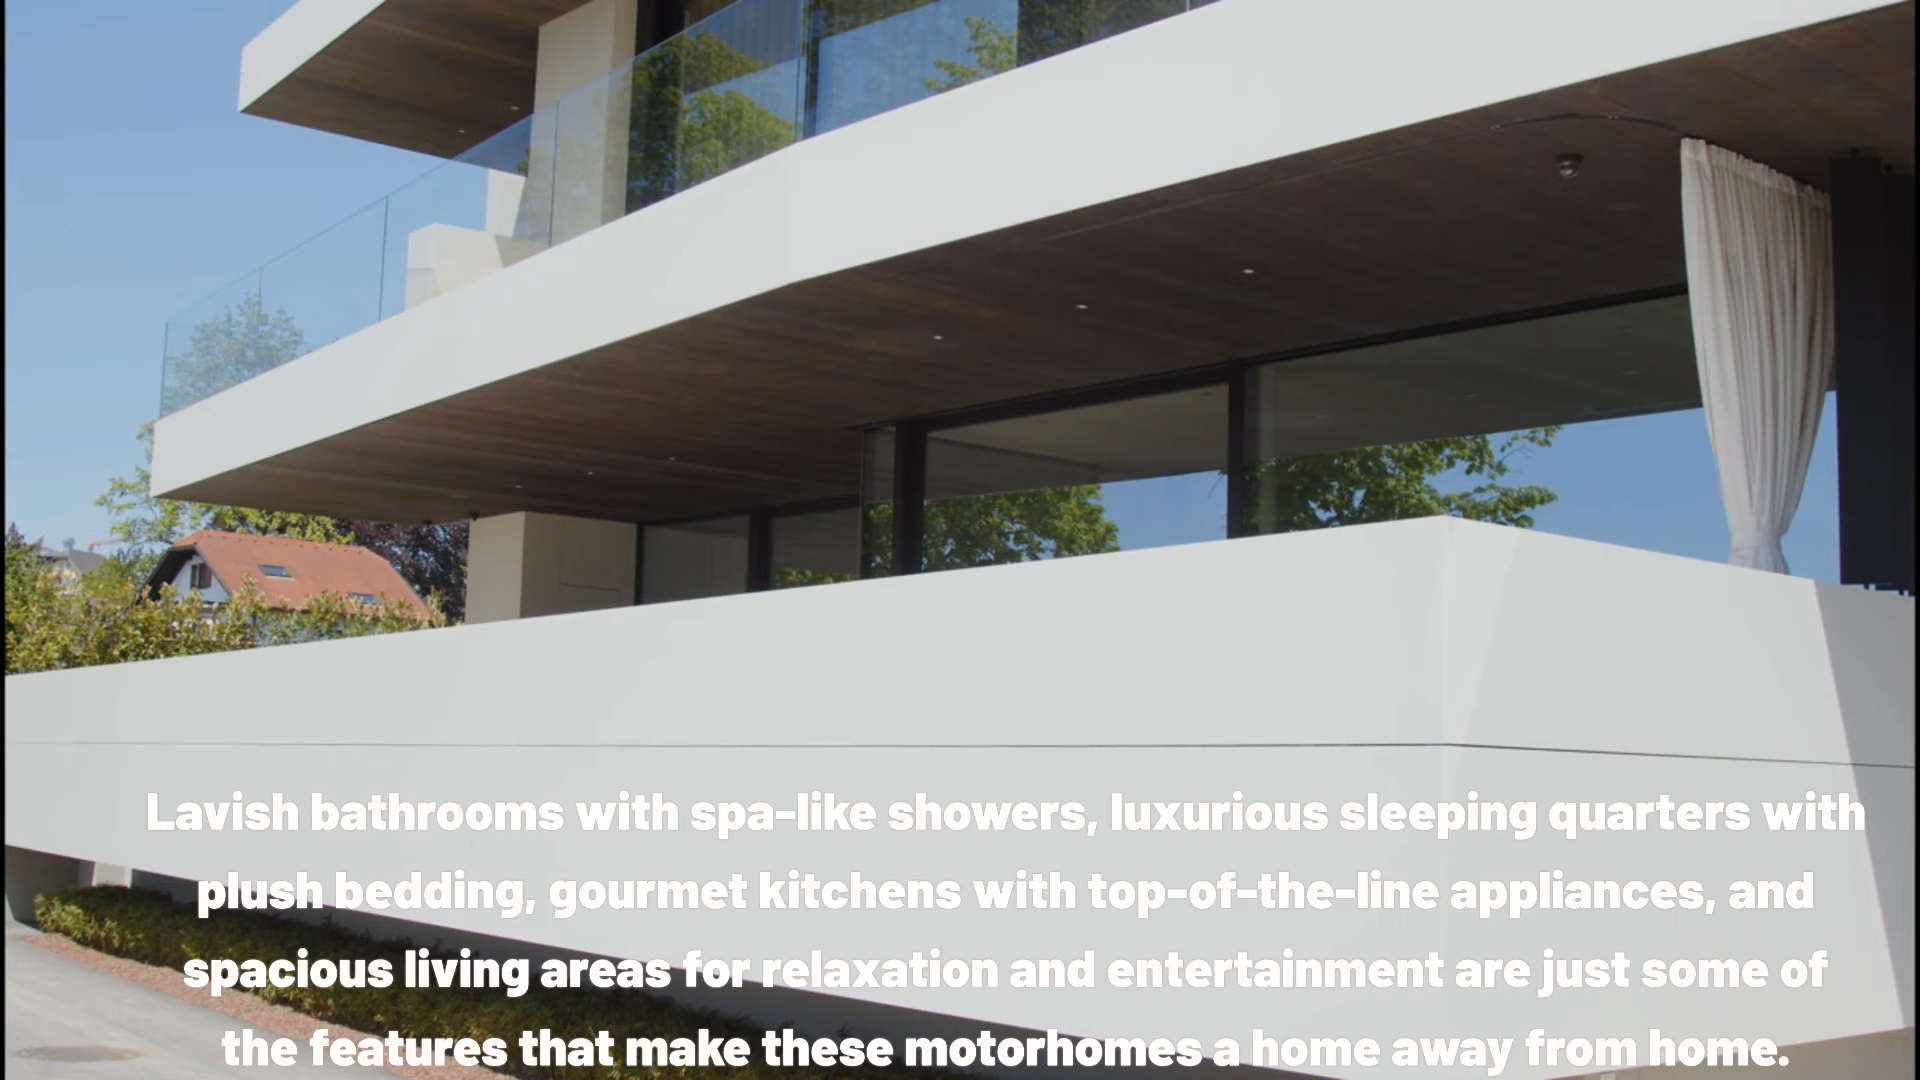 Lavish bathrooms with spa-like showers, luxurious sleeping quarters with
plush bedding, gourmet kitchens with top-of-the-line appliances, and
spacious living areas for relaxation and entertainment are just some of
the features that make these motorhomes a home away from home.